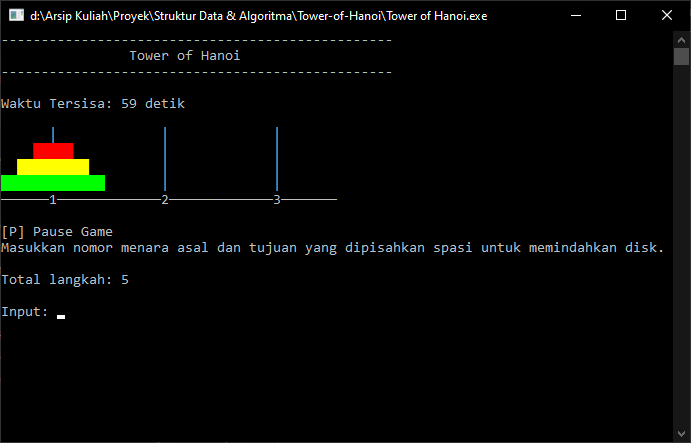 d:\Arsip Kuliah\Proyek\Struktur Data & Algoritma\Tower-of-Hanoi\Tower of Hanoi.exe
-------------------------------------------------
Tower of Hanoi
-------------------------------------------------
Waktu Tersisa: 59 detik
1 2 3
[P] Pause Game
Masukkan nomor menara asal dan tujuan yang dipisahkan spasi untuk memindahkan disk.
Total langkah: 5
Input: